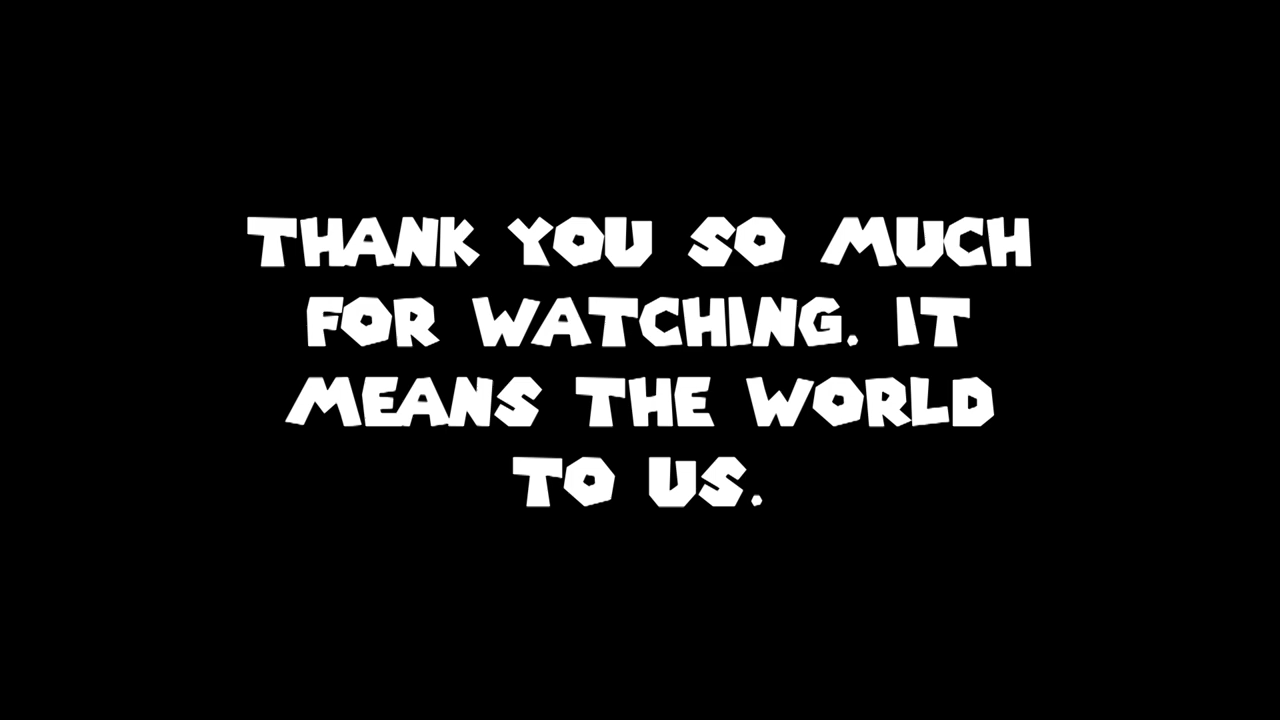 THANK YOU SO MUCH
FOR WATCHING. IT
MEANS THE WORLD
TO US.